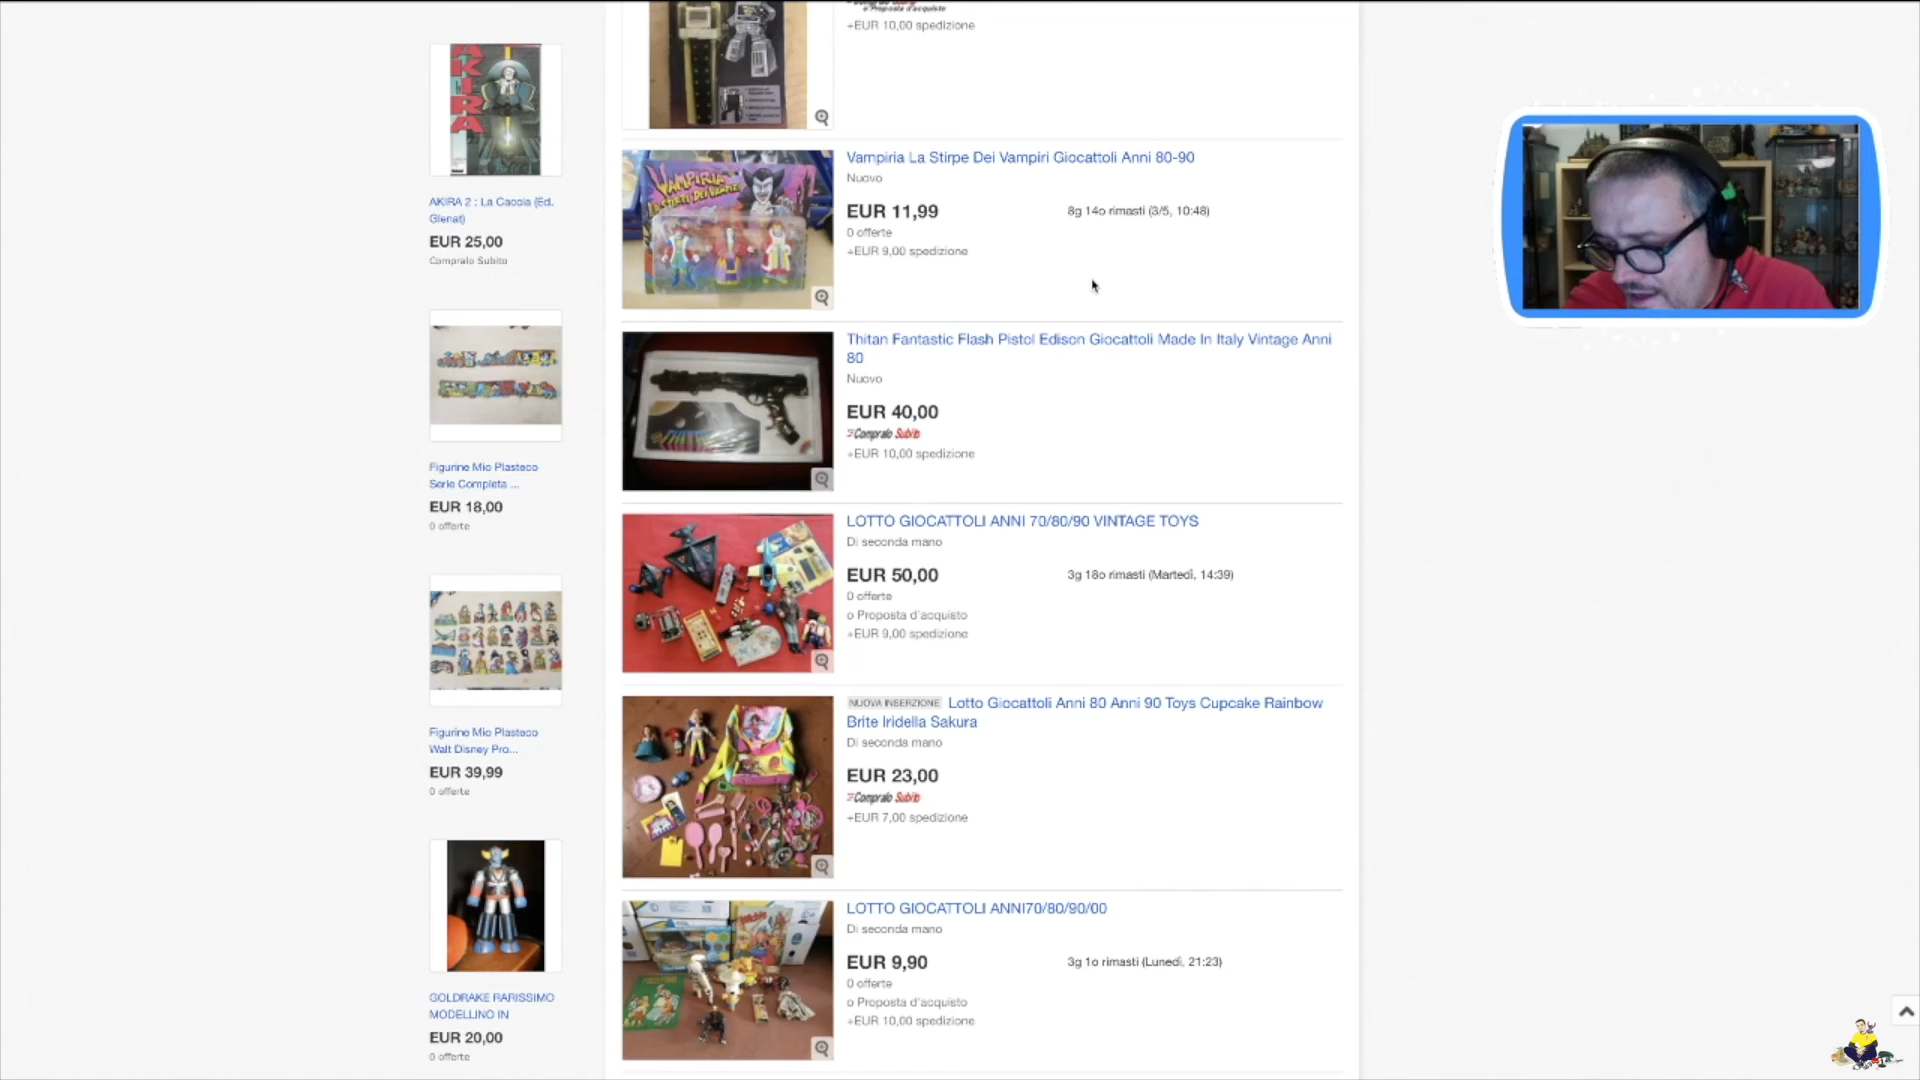 o Proposta d'acquisto
+EUR 10,00 spedizione
AKIRA
AKIRA 2 : La Caccia (Ed.
Glenat)
EUR 25,00
Compralo Subito
Figurine Mio Plasteco
Serie Completa ...
EUR 18,00
0 offerte
Figurine Mio Plasteco
Walt Disney Pro...
EUR 39,99
0 offerte
GOLDRAKE RARISSIMO
MODELLINO IN
EUR 20,00
0 offerte
VAMPIRIA
LA STIRPE DEI VAMPIRI
Vampiria La Stirpe Dei Vampiri Giocattoli Anni 80-90
Nuovo
EUR 11,99
8g 14o rimasti (3/5, 10:48)
0 offerte
+EUR 9,00 spedizione
Thitan Fantastic Flash Pistol Edison Giocattoli Made In Italy Vintage Anni
80
Nuovo
EUR 40,00
Compralo Subito
+EUR 10,00 spedizione
LOTTO GIOCATTOLI ANNI 70/80/90 VINTAGE TOYS
Di seconda mano
EUR 50,00
3g 18o rimasti (Martedì, 14:39)
0 offerte
o Proposta d'acquisto
+EUR 9,00 spedizione
NUOVA INSERZIONE Lotto Giocattoli Anni 80 Anni 90 Toys Cupcake Rainbow
Brite Iridella Sakura
Di seconda mano
EUR 23,00
Compralo Subito
+EUR 7,00 spedizione
LOTTO GIOCATTOLI ANNI70/80/90/00
Di seconda mano
EUR 9,90
3g 1o rimasti (Lunedì, 21:23)
0 offerte
o Proposta d'acquisto
+EUR 10,00 spedizione